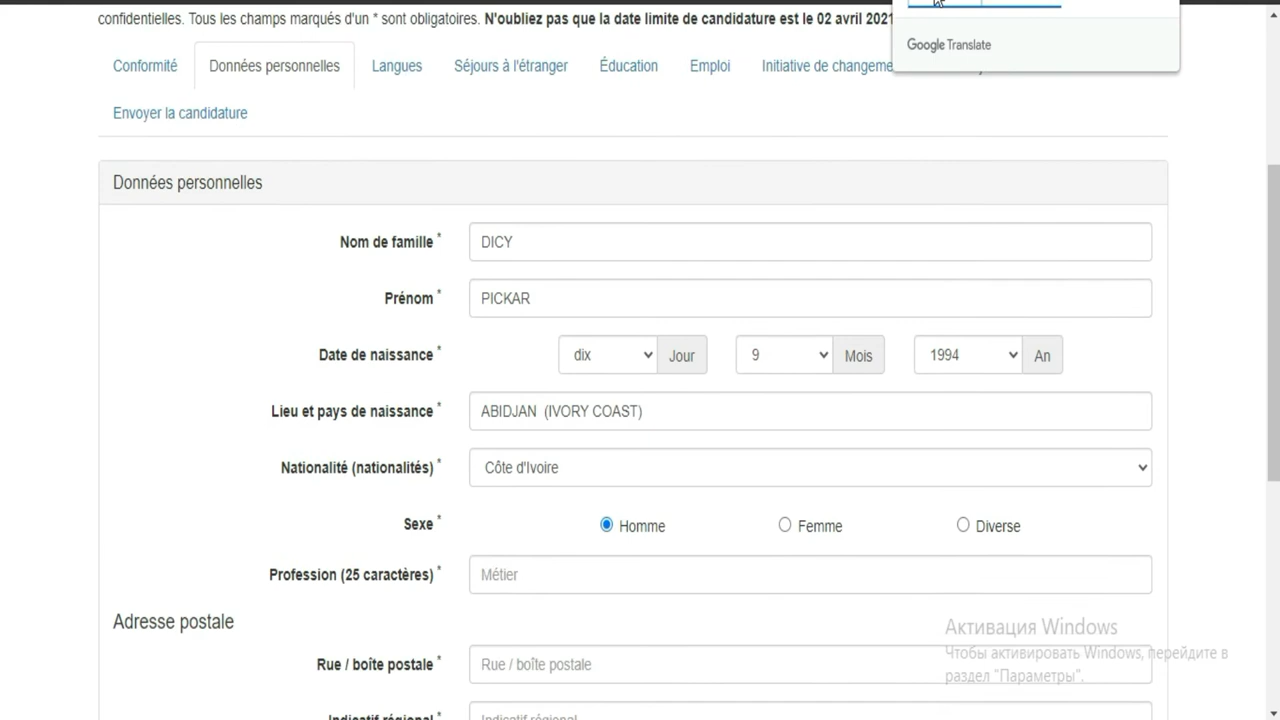 confidentielles. Tous les champs marqués d'un * sont obligatoires. N'oubliez pas que la date limite de candidature est le 02 avril 2021
Google Translate
Conformité Données personnelles Langues Séjours à l'étranger Éducation Emploi Initiative de changeme
Envoyer la candidature
Données personnelles
Nom de famille * DICY
Prénom * PICKAR
Date de naissance * dix Jour 9 Mois 1994 An
Lieu et pays de naissance * ABIDJAN (IVORY COAST)
Nationalité (nationalités) * Côte d'Ivoire
Sexe * Homme Femme Diverse
Profession (25 caractères) * Métier
Adresse postale
Активация Windows
Чтобы активировать Windows, перейдите в
раздел "Параметры".
Rue / boîte postale * Rue / boîte postale
Indicatif régional * Indicatif régional